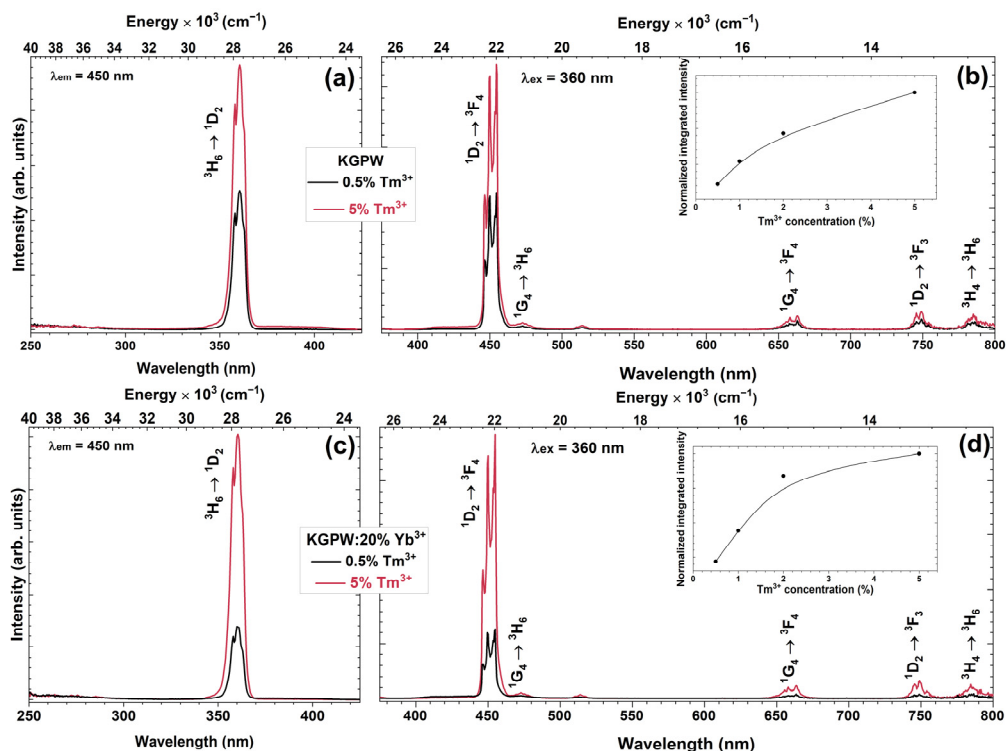 Energy × 10³ (cm⁻¹)
40 38 36 34 32 30 28 26 24
λem = 450 nm
(a)
³H₆ → ¹D₂
KGPW
0.5% Tm³⁺
5% Tm³⁺
Intensity (arb. units)
250 300 350 400
Wavelength (nm)
Energy × 10³ (cm⁻¹)
26 24 22 20 18 16 14
λex = 360 nm
(b)
¹D₂ → ³F₄
¹G₄ → ³H₆
¹G₄ → ³F₄
¹D₂ → ³F₃
³H₄ → ³H₆
Normalized integrated intensity
0 1 2 3 4 5
Tm³⁺ concentration (%)
400 450 500 550 600 650 700 750 800
Wavelength (nm)
Energy × 10³ (cm⁻¹)
40 38 36 34 32 30 28 26 24
λem = 450 nm
(c)
³H₆ → ¹D₂
KGPW:20% Yb³⁺
0.5% Tm³⁺
5% Tm³⁺
Intensity (arb. units)
250 300 350 400
Wavelength (nm)
Energy × 10³ (cm⁻¹)
26 24 22 20 18 16 14
λex = 360 nm
(d)
¹D₂ → ³F₄
¹G₄ → ³H₆
¹G₄ → ³F₄
¹D₂ → ³F₃
³H₄ → ³H₆
Normalized integrated intensity
0 1 2 3 4 5
Tm³⁺ concentration (%)
400 450 500 550 600 650 700 750 800
Wavelength (nm)